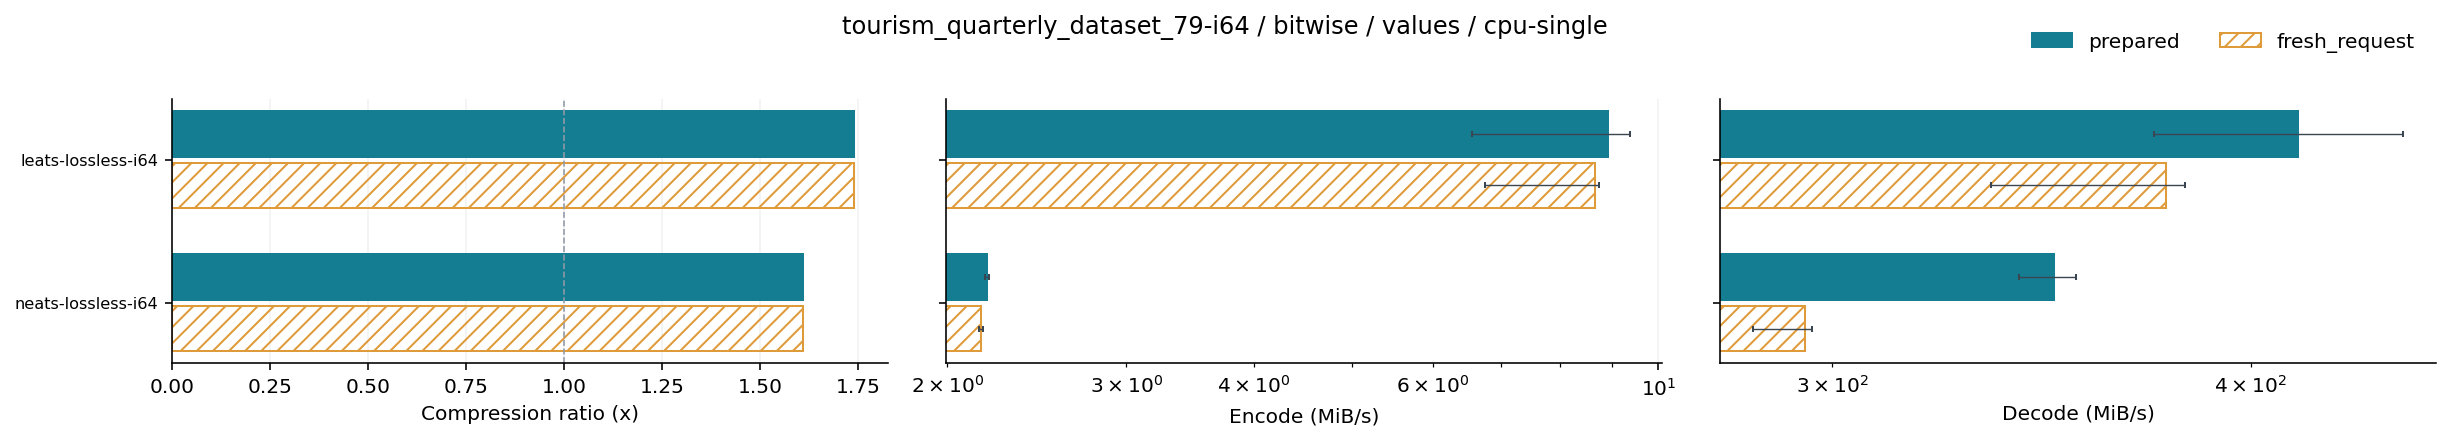 tourism_quarterly_dataset_79-i64 / bitwise / values / cpu-single
prepared
fresh_request
leats-lossless-i64
neats-lossless-i64
0.00 0.25 0.50 0.75 1.00 1.25 1.50 1.75
Compression ratio (x)
2 × 10⁰ 3 × 10⁰ 4 × 10⁰ 6 × 10⁰ 10¹
Encode (MiB/s)
3 × 10² 4 × 10²
Decode (MiB/s)